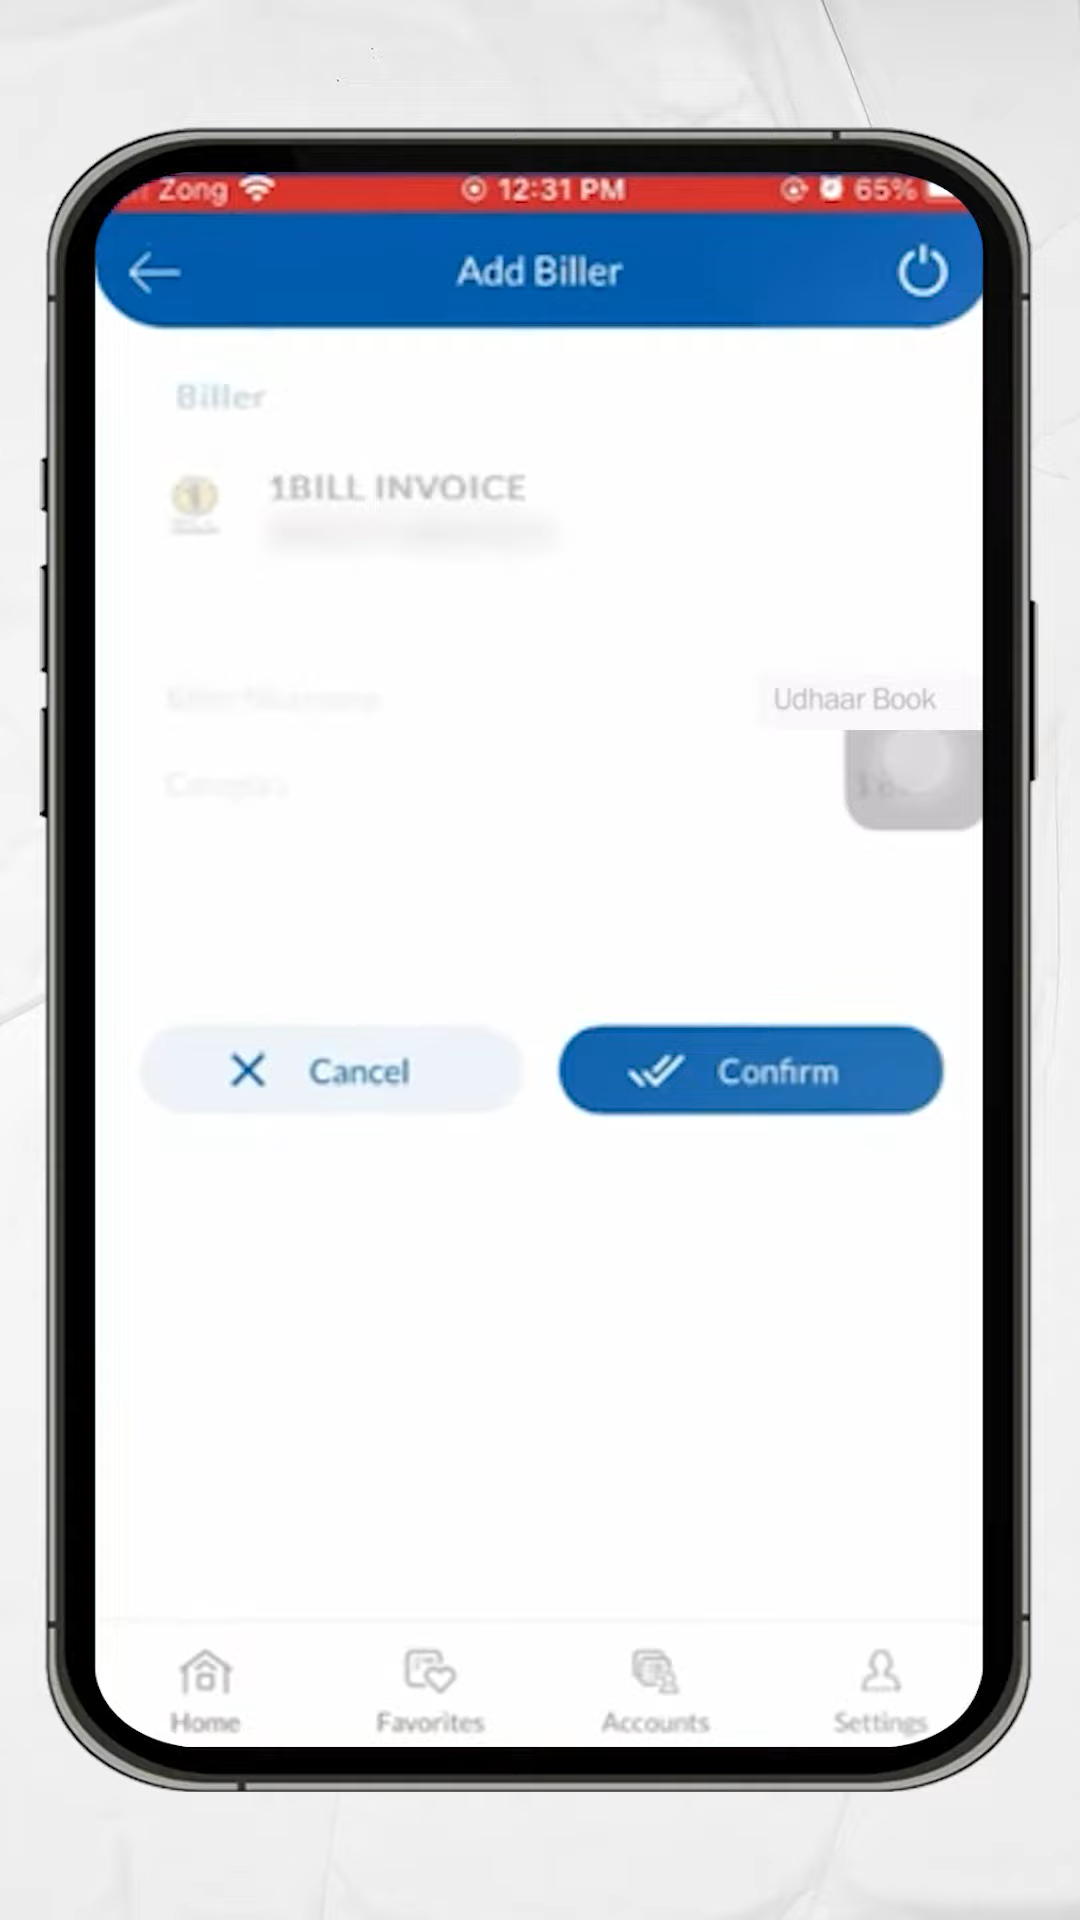 Zong 12:31 PM 65%
Add Biller
Biller
1BILL INVOICE
Udhaar Book
Cancel
Confirm
Home
Favorites
Accounts
Settings